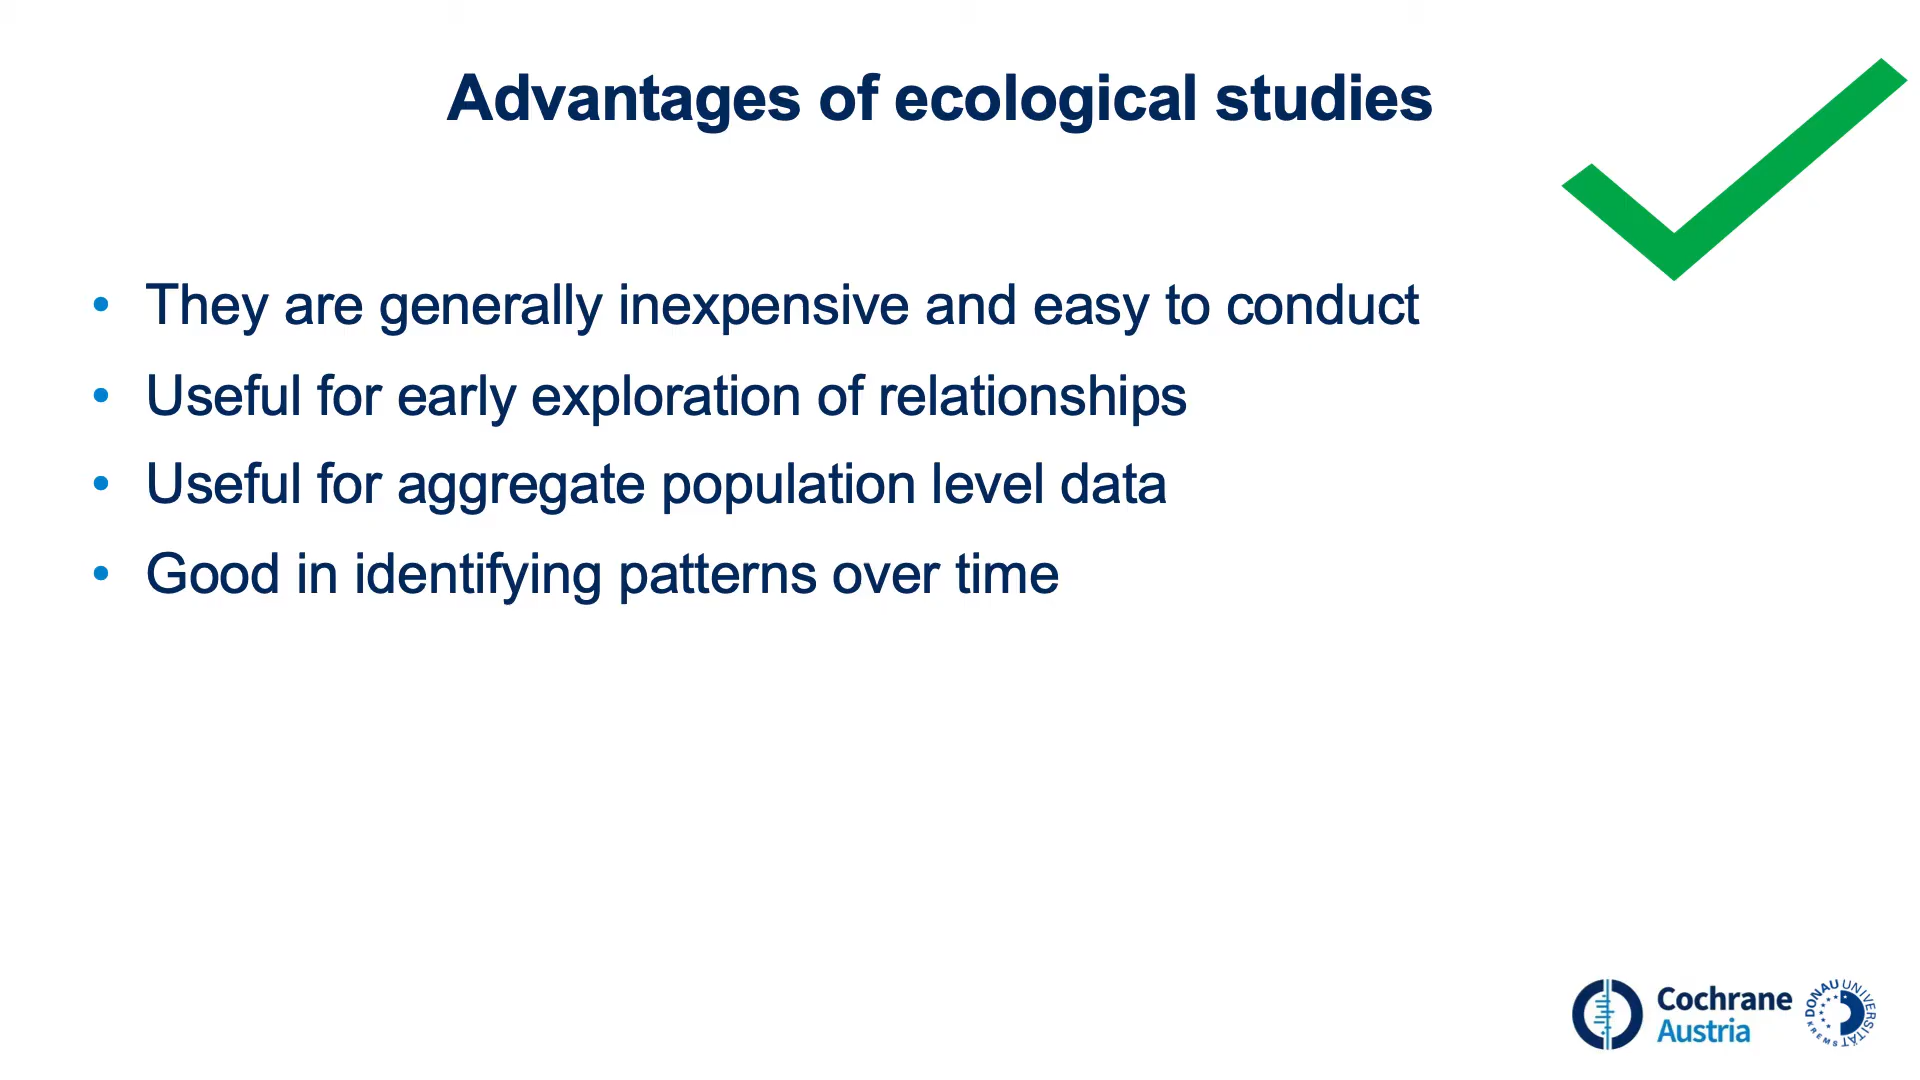 Advantages of ecological studies
• They are generally inexpensive and easy to conduct
• Useful for early exploration of relationships
• Useful for aggregate population level data
• Good in identifying patterns over time
Cochrane
Austria
DONAU UNIVERSITÄT
KREMS